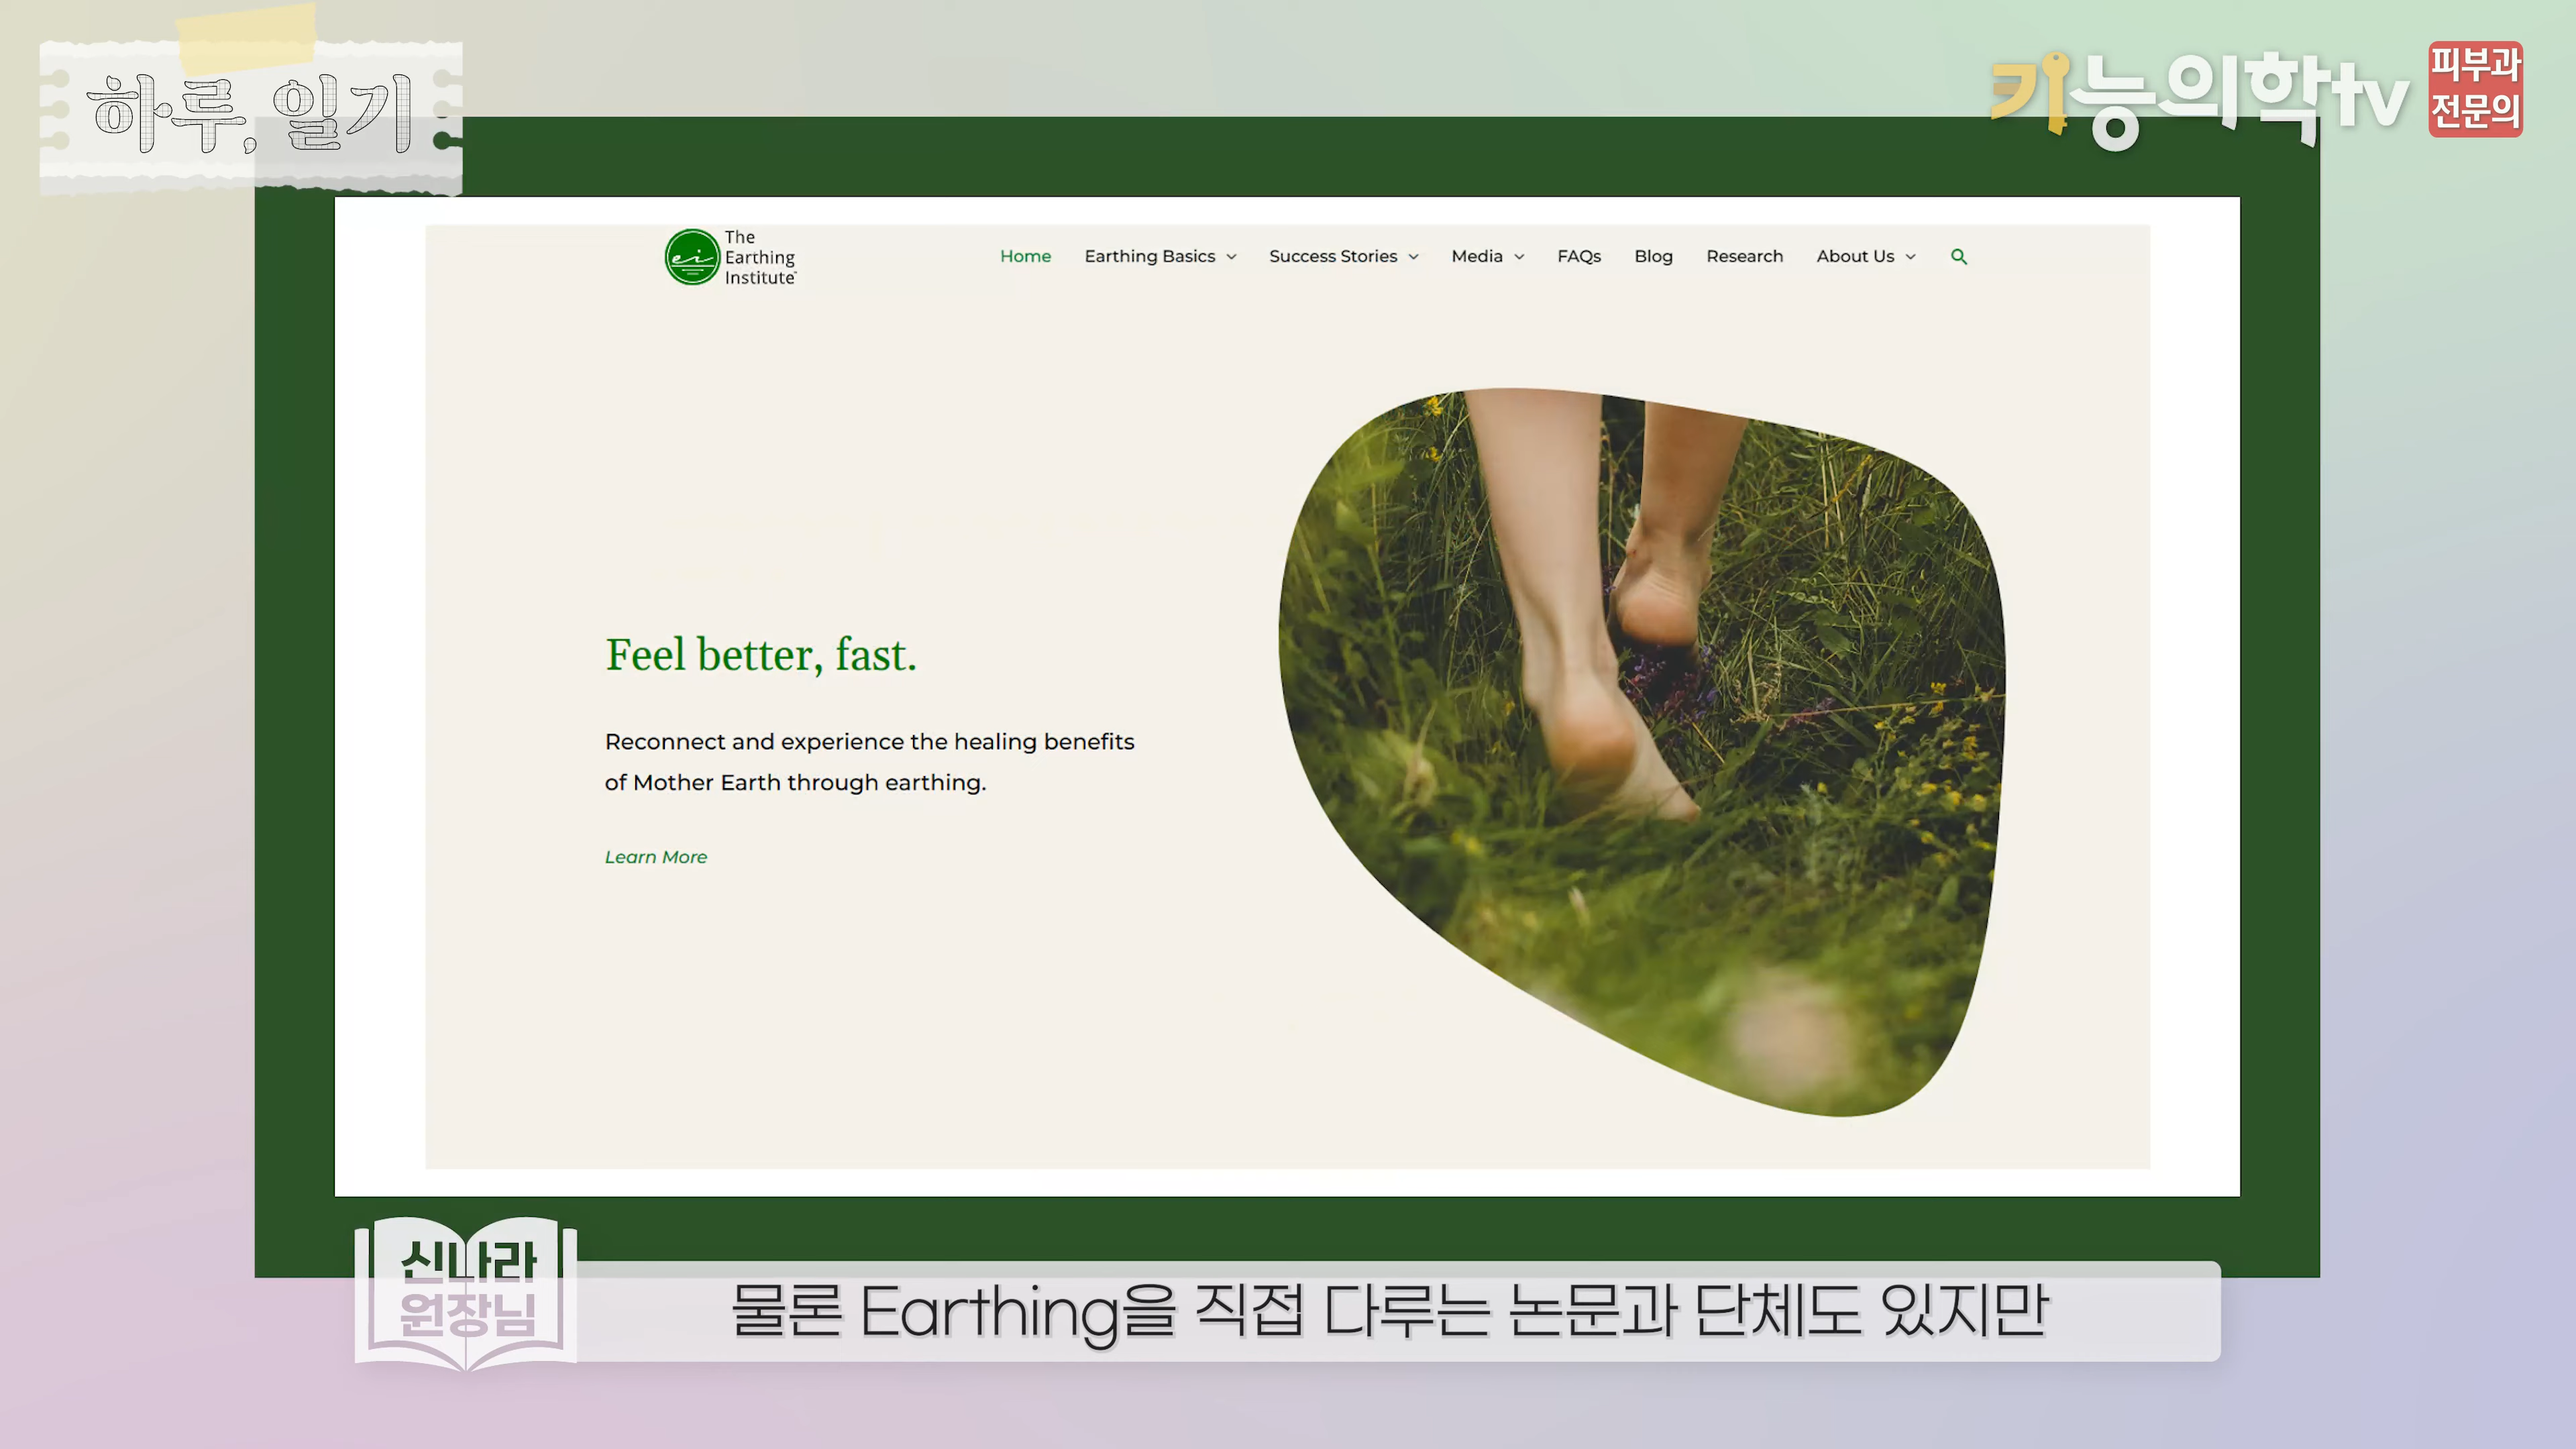 하루, 일기
키능의학tv
피부과
전문의
The
Earthing
Institute
ei
Home Earthing Basics Success Stories Media FAQs Blog Research About Us
Feel better, fast.
Reconnect and experience the healing benefits
of Mother Earth through earthing.
Learn More
신나라
원장님
물론 Earthing을 직접 다루는 논문과 단체도 있지만